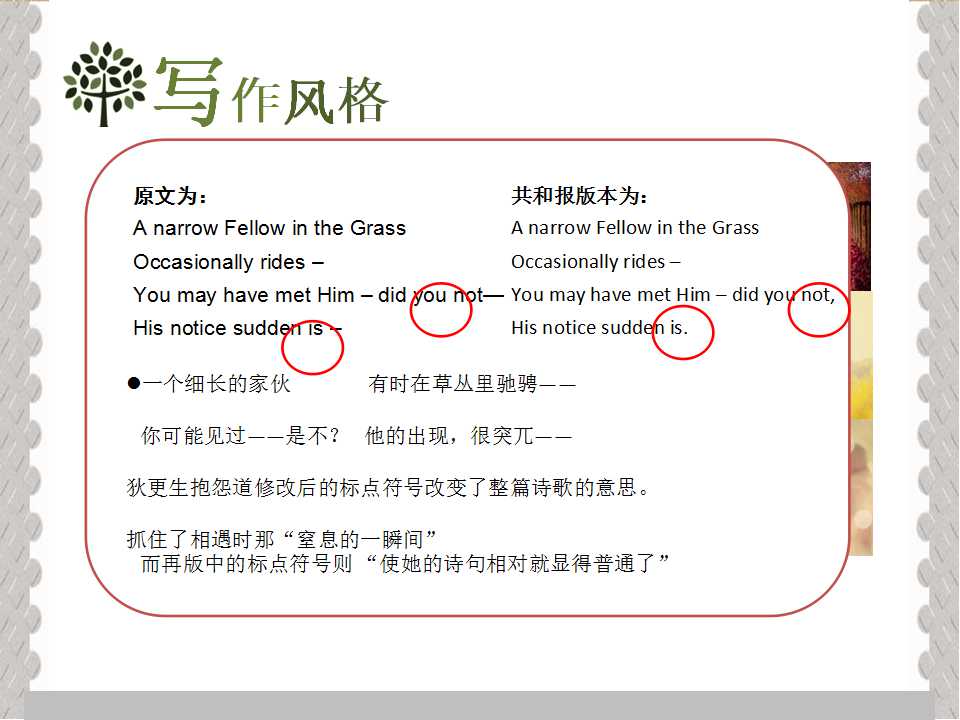 写作风格
原文为：
A narrow Fellow in the Grass
Occasionally rides –
You may have met Him – did you not—
His notice sudden is –
共和报版本为：
A narrow Fellow in the Grass
Occasionally rides –
You may have met Him – did you not,
His notice sudden is.
●一个细长的家伙 有时在草丛里驰骋——
你可能见过——是不？ 他的出现，很突兀——
狄更生抱怨道修改后的标点符号改变了整篇诗歌的意思。
抓住了相遇时那“窒息的一瞬间”
而再版中的标点符号则 “使她的诗句相对就显得普通了”